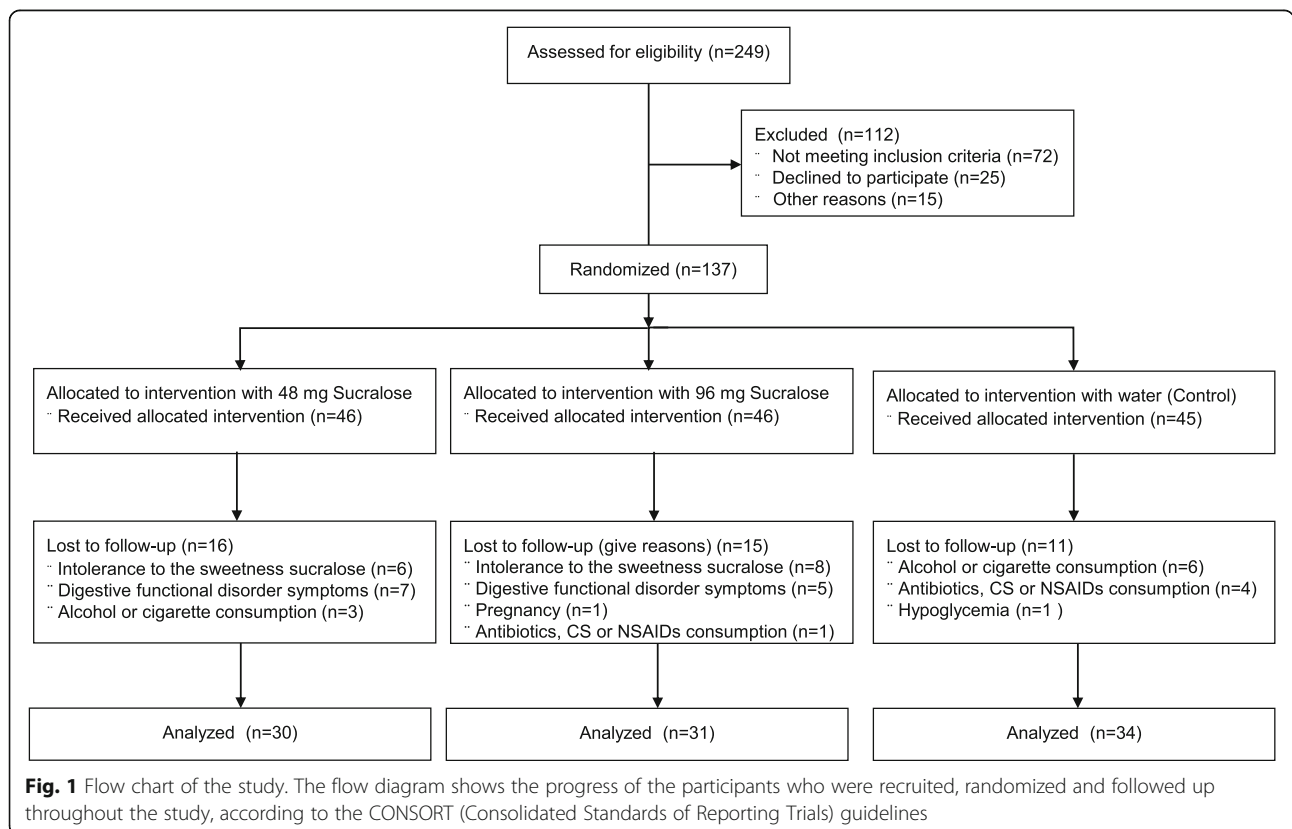 Assessed for eligibility (n=249)
Excluded (n=112)
¨ Not meeting inclusion criteria (n=72)
¨ Declined to participate (n=25)
¨ Other reasons (n=15)
Randomized (n=137)
Allocated to intervention with 48 mg Sucralose
¨ Received allocated intervention (n=46)
Allocated to intervention with 96 mg Sucralose
¨ Received allocated intervention (n=46)
Allocated to intervention with water (Control)
¨ Received allocated intervention (n=45)
Lost to follow-up (n=16)
¨ Intolerance to the sweetness sucralose (n=6)
¨ Digestive functional disorder symptoms (n=7)
¨ Alcohol or cigarette consumption (n=3)
Lost to follow-up (give reasons) (n=15)
¨ Intolerance to the sweetness sucralose (n=8)
¨ Digestive functional disorder symptoms (n=5)
¨ Pregnancy (n=1)
¨ Antibiotics, CS or NSAIDs consumption (n=1)
Lost to follow-up (n=11)
¨ Alcohol or cigarette consumption (n=6)
¨ Antibiotics, CS or NSAIDs consumption (n=4)
¨ Hypoglycemia (n=1 )
Analyzed (n=30)
Analyzed (n=31)
Analyzed (n=34)
Fig. 1 Flow chart of the study. The flow diagram shows the progress of the participants who were recruited, randomized and followed up
throughout the study, according to the CONSORT (Consolidated Standards of Reporting Trials) guidelines